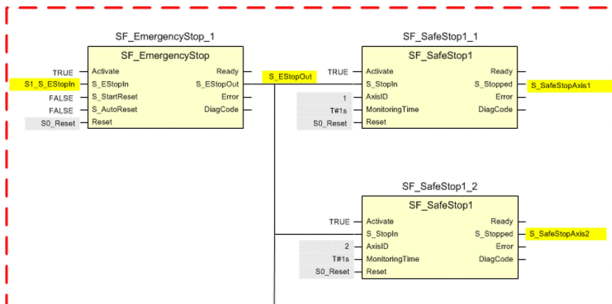 SF_EmergencyStop_1
SF_EmergencyStop
TRUE Activate Ready
S1_S_EStopIn S_EStopIn S_EStopOut S_EStopOut
FALSE S_StartReset Error
FALSE S_AutoReset DiagCode
S0_Reset Reset
SF_SafeStop1_1
SF_SafeStop1
TRUE Activate Ready
S_StopIn S_Stopped S_SafeStopAxis1
1 AxisID Error
T#1s MonitoringTime DiagCode
S0_Reset Reset
SF_SafeStop1_2
SF_SafeStop1
TRUE Activate Ready
S_StopIn S_Stopped S_SafeStopAxis2
2 AxisID Error
T#1s MonitoringTime DiagCode
S0_Reset Reset